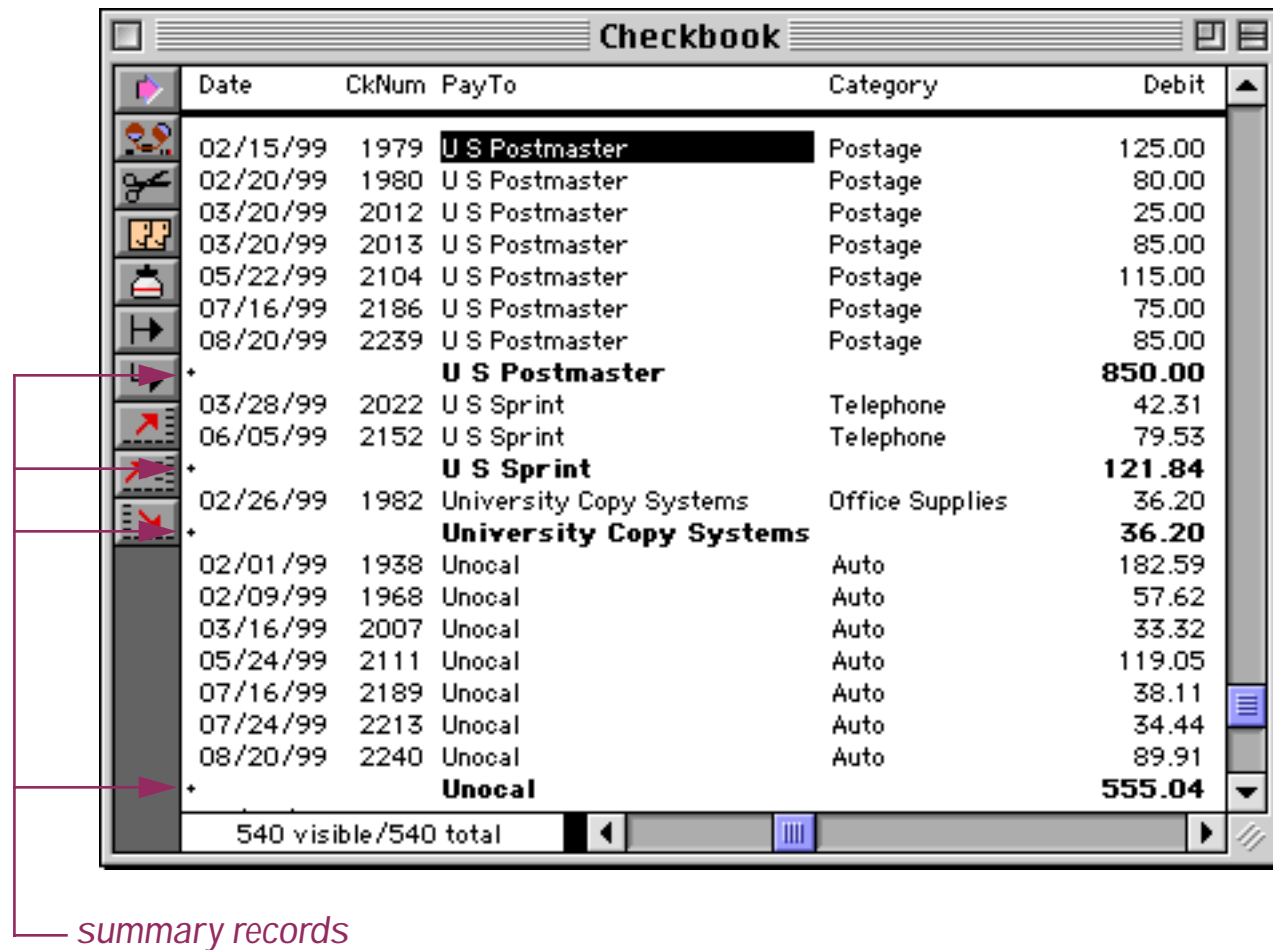 Checkbook
Date CkNum PayTo Category Debit
02/15/99 1979 U S Postmaster Postage 125.00
02/20/99 1980 U S Postmaster Postage 80.00
03/20/99 2012 U S Postmaster Postage 25.00
03/20/99 2013 U S Postmaster Postage 85.00
05/22/99 2104 U S Postmaster Postage 115.00
07/16/99 2186 U S Postmaster Postage 75.00
08/20/99 2239 U S Postmaster Postage 85.00
U S Postmaster 850.00
03/28/99 2022 U S Sprint Telephone 42.31
06/05/99 2152 U S Sprint Telephone 79.53
U S Sprint 121.84
02/26/99 1982 University Copy Systems Office Supplies 36.20
University Copy Systems 36.20
02/01/99 1938 Unocal Auto 182.59
02/09/99 1968 Unocal Auto 57.62
03/16/99 2007 Unocal Auto 33.32
05/24/99 2111 Unocal Auto 119.05
07/16/99 2189 Unocal Auto 38.11
07/24/99 2213 Unocal Auto 34.44
08/20/99 2240 Unocal Auto 89.91
Unocal 555.04
540 visible/540 total
summary records